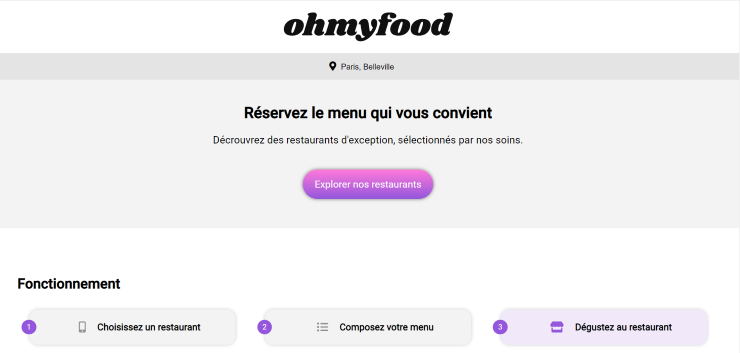 ohmyfood
Paris, Belleville
Réservez le menu qui vous convient
Décrouvrez des restaurants d'exception, sélectionnés par nos soins.
Explorer nos restaurants
Fonctionnement
1 Choisissez un restaurant
2 Composez votre menu
3 Dégustez au restaurant